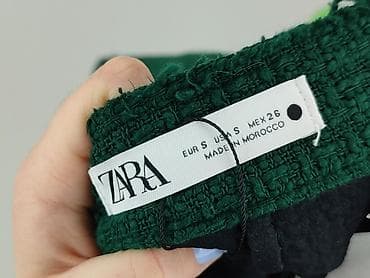 ZARA
EUR S USA S MEX 26
MADE IN MOROCCO